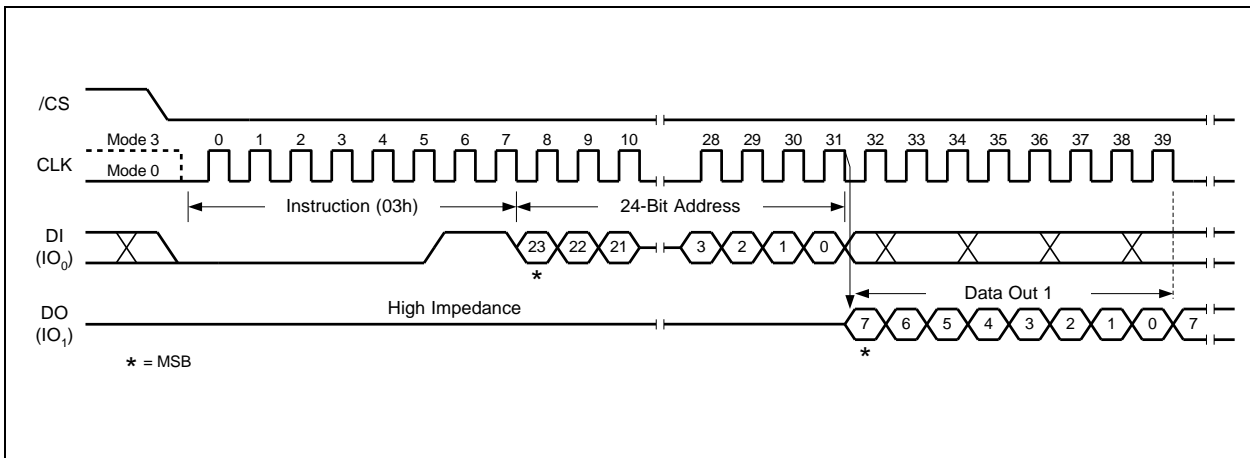 /CS
Mode 3
0 1 2 3 4 5 6 7 8 9 10 28 29 30 31 32 33 34 35 36 37 38 39
CLK
Mode 0
Instruction (03h)
24-Bit Address
DI
(IO₀)
23 22 21 3 2 1 0
*
High Impedance
Data Out 1
DO
(IO₁)
7 6 5 4 3 2 1 0 7
*
* = MSB